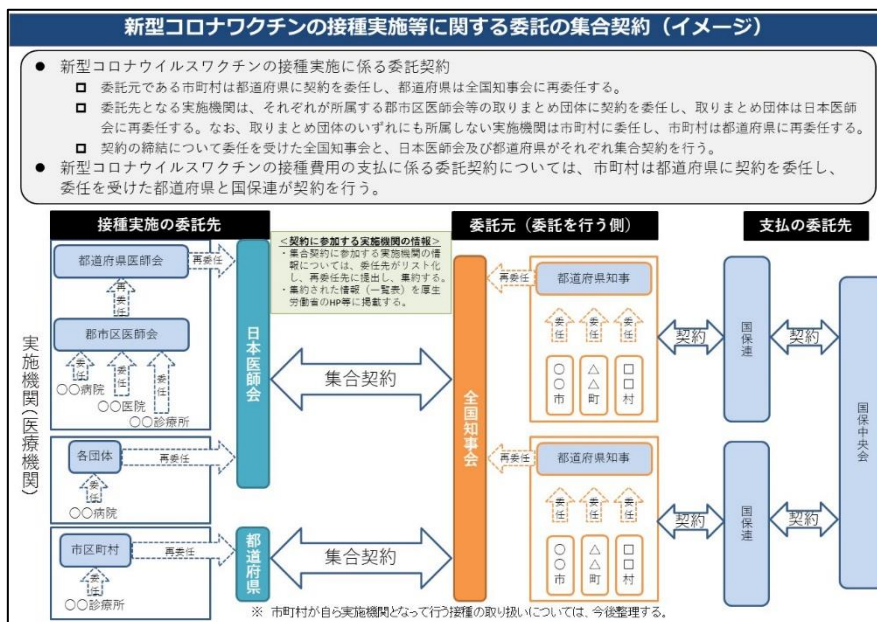 新型コロナワクチンの接種実施等に関する委託の集合契約（イメージ）
● 新型コロナウイルスワクチンの接種実施に係る委託契約
□ 委託元である市町村は都道府県に契約を委任し、都道府県は全国知事会に再委任する。
□ 委託先となる実施機関は、それぞれが所属する郡市区医師会等の取りまとめ団体に契約を委任し、取りまとめ団体は日本医師
会に再委任する。なお、取りまとめ団体のいずれにも所属しない実施機関は市町村に委任し、市町村は都道府県に再委任する。
□ 契約の締結について委任を受けた全国知事会と、日本医師会及び都道府県がそれぞれ集合契約を行う。
● 新型コロナウイルスワクチンの接種費用の支払に係る委託契約については、市町村は都道府県に契約を委任し、
委任を受けた都道府県と国保連が契約を行う。
接種実施の委託先
＜契約に参加する実施機関の情報＞
・集合契約に参加する実施機関の情
報については、委託先がリスト化
し、再委任先に提出し、集約する。
・集約された情報（一覧表）を厚生
労働省のHP等に掲載する。
委託元（委託を行う側）
支払の委託先
実施機関（医療機関）
都道府県医師会
再委任
再委任
郡市区医師会
委任
委任
委任
〇〇病院
〇〇医院
〇〇診療所
各団体
再委任
委任
〇〇病院
市区町村
再委任
委任
〇〇診療所
日本医師会
都道府県
集合契約
集合契約
全国知事会
再委任
都道府県知事
委任
委任
委任
〇〇市
△△町
□□村
再委任
都道府県知事
委任
委任
委任
〇〇市
△△町
□□村
契約
国保連
契約
契約
国保連
契約
国保中央会
※ 市町村が自ら実施機関となって行う接種の取り扱いについては、今後整理する。